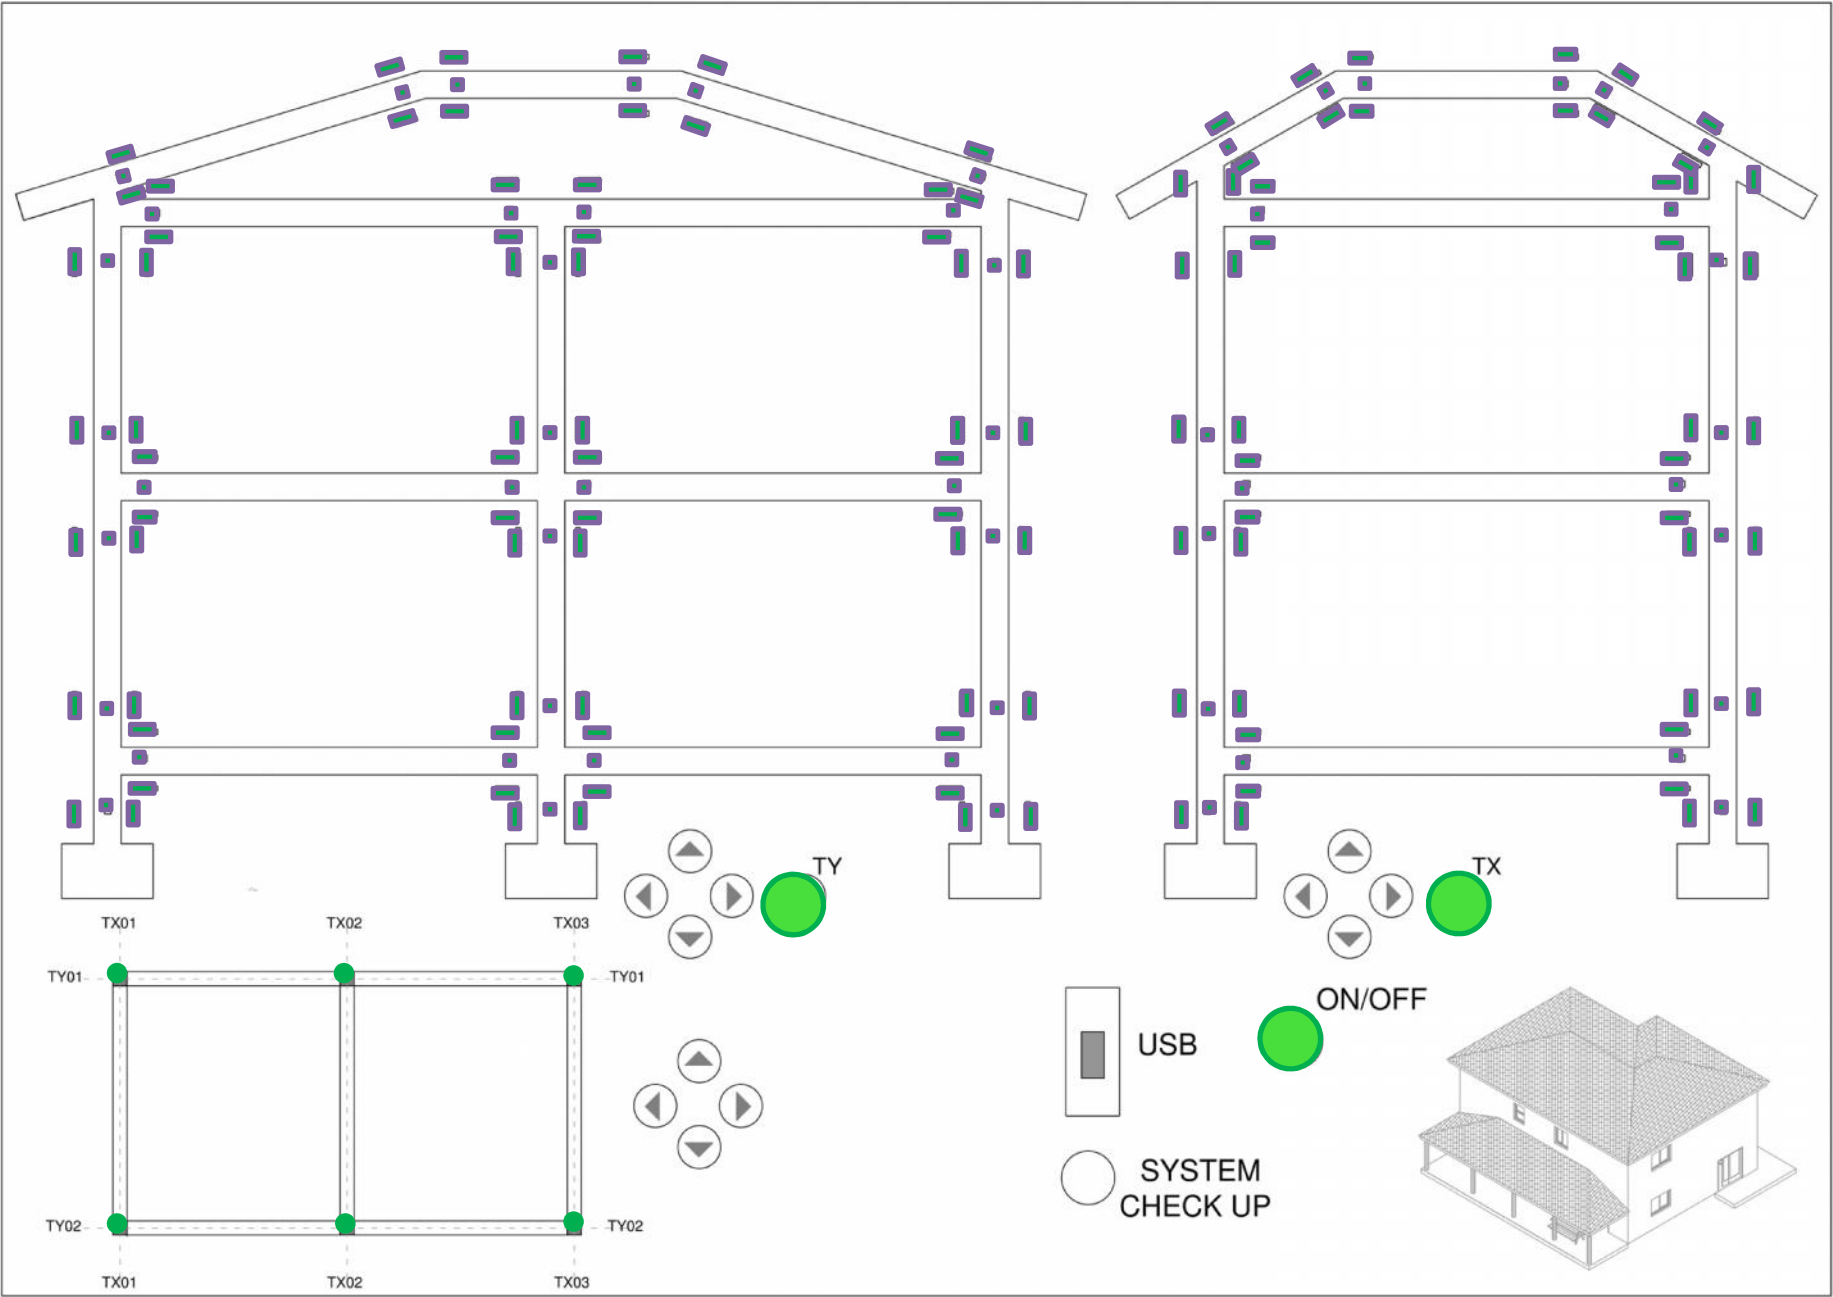 TY
TX
TX01 TX02 TX03
TY01 TY01
ON/OFF
USB
SYSTEM
CHECK UP
TY02 TY02
TX01 TX02 TX03